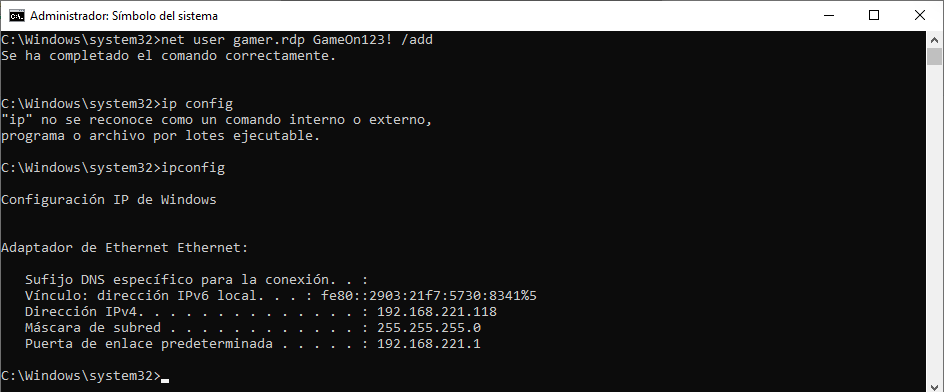 Administrador: Símbolo del sistema
C:\Windows\system32>net user gamer.rdp GameOn123! /add
Se ha completado el comando correctamente.
C:\Windows\system32>ip config
"ip" no se reconoce como un comando interno o externo,
programa o archivo por lotes ejecutable.
C:\Windows\system32>ipconfig
Configuración IP de Windows
Adaptador de Ethernet Ethernet:
Sufijo DNS específico para la conexión. . :
Vínculo: dirección IPv6 local. . . : fe80::2903:21f7:5730:8341%5
Dirección IPv4. . . . . . . . . . . . . . : 192.168.221.118
Máscara de subred . . . . . . . . . . . . : 255.255.255.0
Puerta de enlace predeterminada . . . . . : 192.168.221.1
C:\Windows\system32>